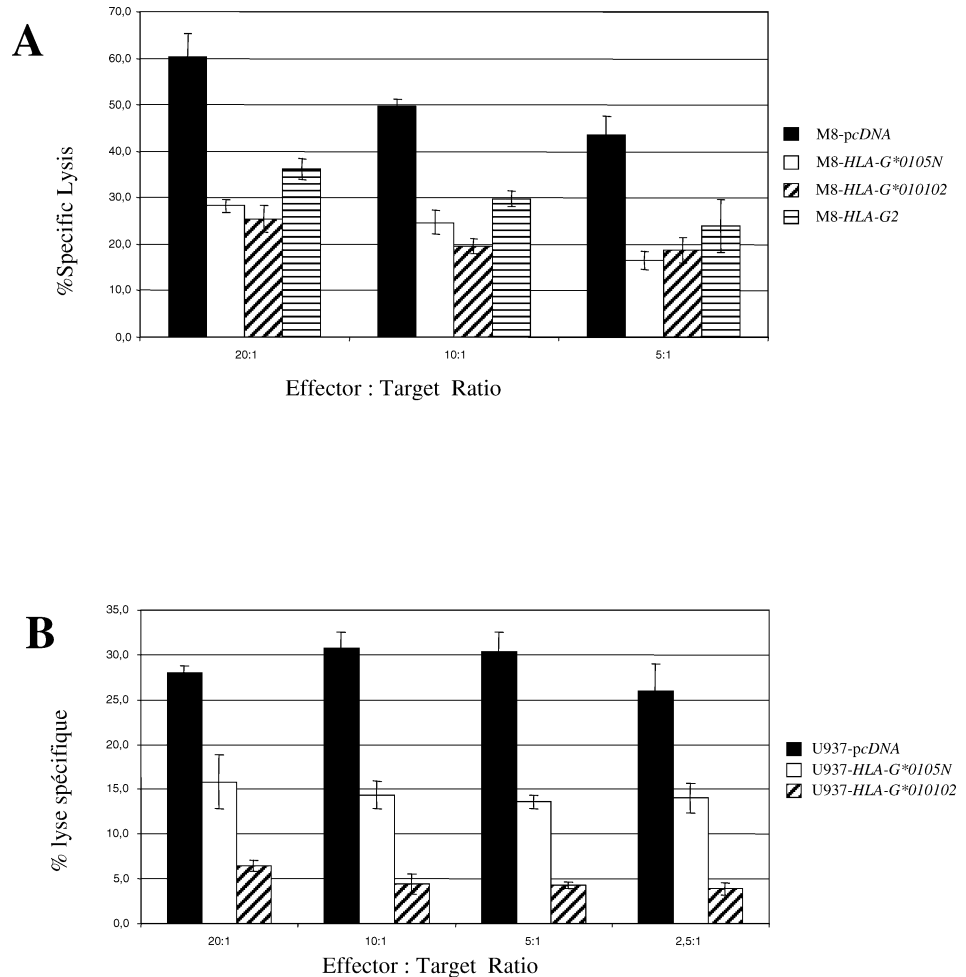 A
70,0
60,0
50,0
40,0
30,0
20,0
10,0
0,0
%Specific Lysis
20:1 10:1 5:1
Effector : Target Ratio
M8-pcDNA
M8-HLA-G*0105N
M8-HLA-G*010102
M8-HLA-G2
B
35,0
30,0
25,0
20,0
15,0
10,0
5,0
0,0
% lyse spécifique
20:1 10:1 5:1 2,5:1
Effector : Target Ratio
U937-pcDNA
U937-HLA-G*0105N
U937-HLA-G*010102